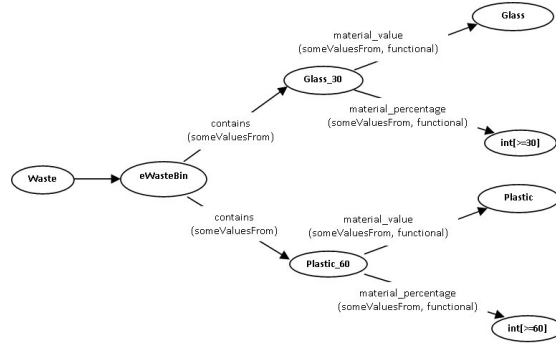 Glass
material_value
(someValuesFrom, functional)
Glass_30
material_percentage
(someValuesFrom, functional)
contains
(someValuesFrom)
int[>=30]
Waste
eWasteBin
Plastic
contains
(someValuesFrom)
material_value
(someValuesFrom, functional)
Plastic_60
material_percentage
(someValuesFrom, functional)
int[>=60]